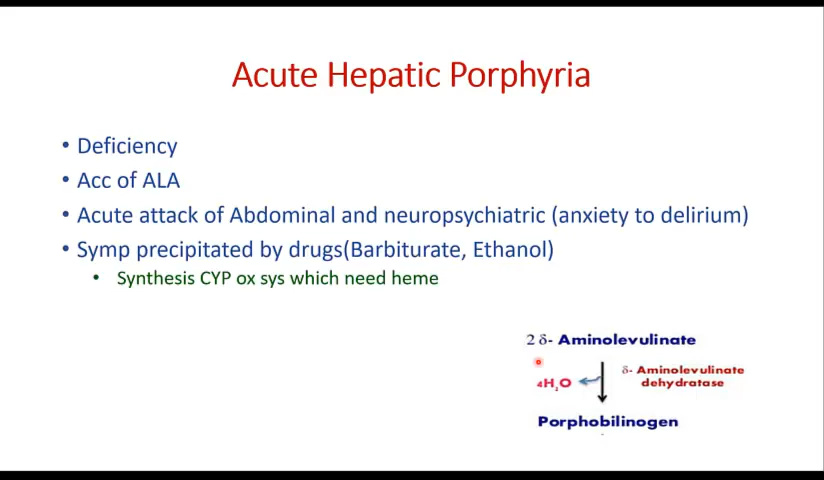 Acute Hepatic Porphyria
• Deficiency
• Acc of ALA
• Acute attack of Abdominal and neuropsychiatric (anxiety to delirium)
• Symp precipitated by drugs(Barbiturate, Ethanol)
• Synthesis CYP ox sys which need heme
2 δ- Aminolevulinate
δ- Aminolevulinate
dehydratase
4H₂O
Porphobilinogen